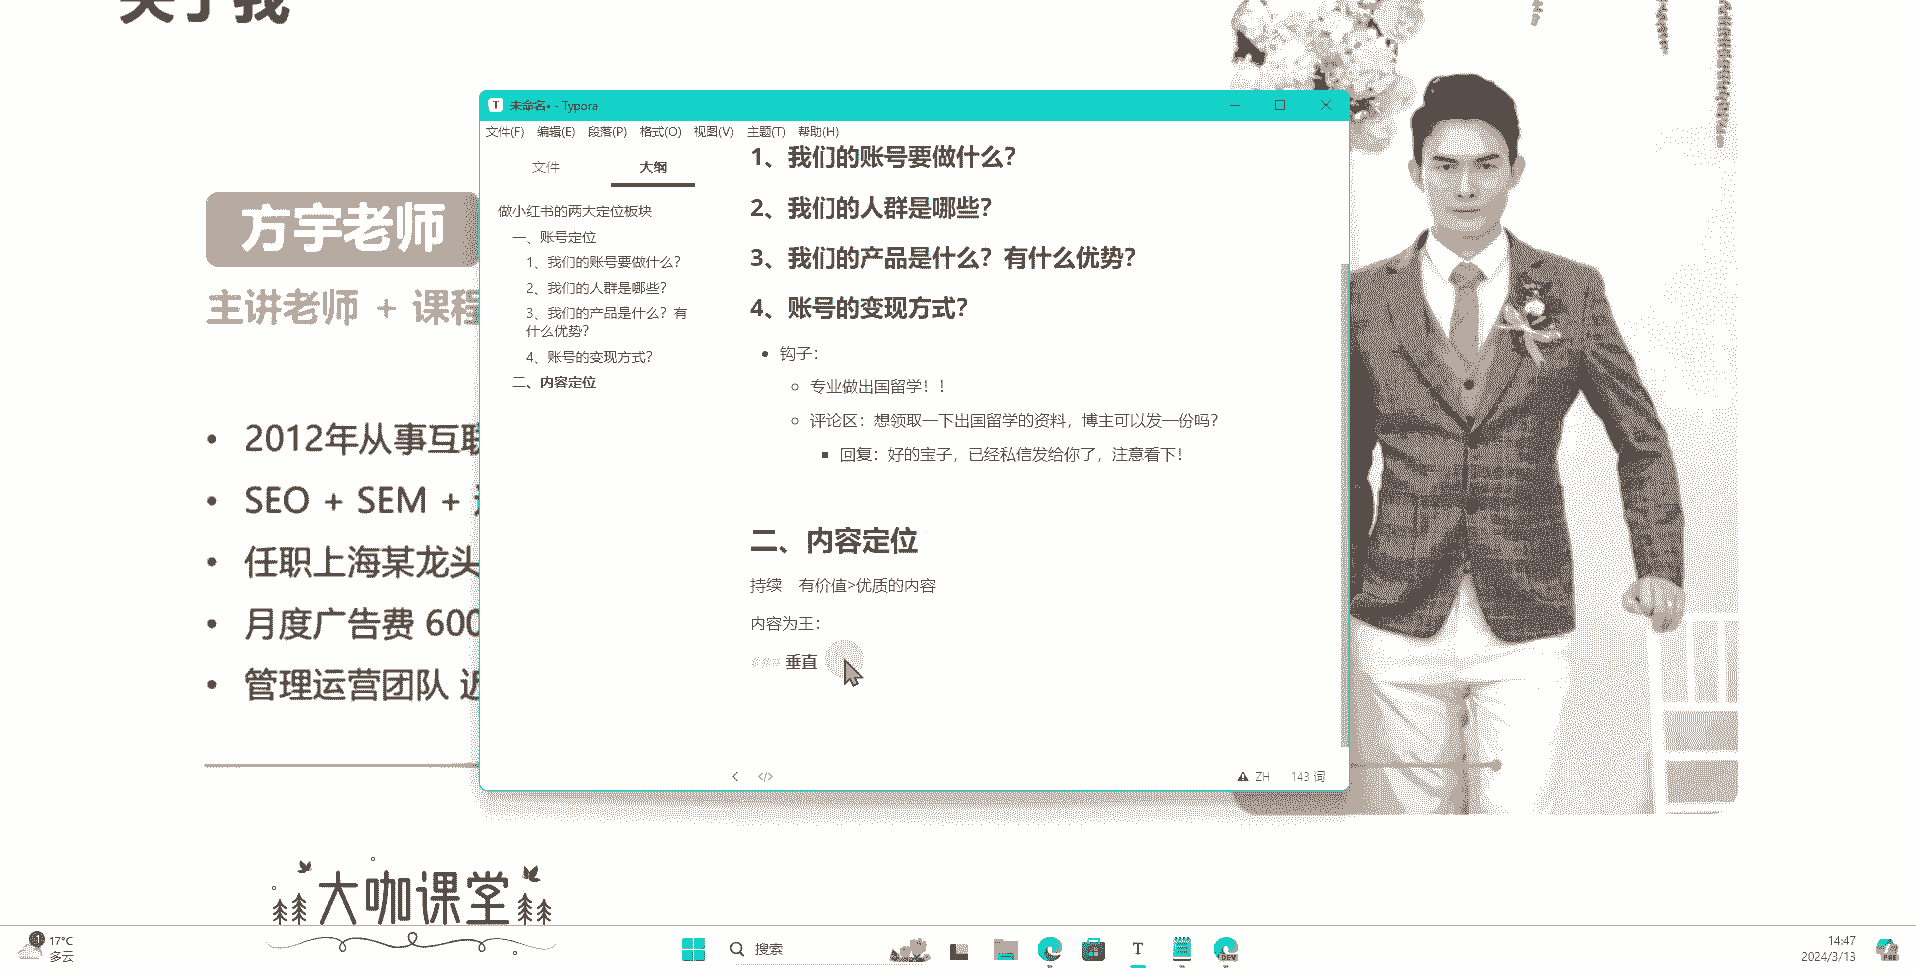 关于我
方宇老师
主讲老师 + 课程
2012年从事互联
SEO + SEM +
任职上海某龙头
月度广告费 600
管理运营团队 近
大咖课堂
未命名• - Typora
文件(F) 编辑(E) 段落(P) 格式(O) 视图(V) 主题(T) 帮助(H)
文件 大纲
做小红书的两大定位板块
一、账号定位
1、我们的账号要做什么？
2、我们的人群是哪些？
3、我们的产品是什么？有
什么优势？
4、账号的变现方式？
二、内容定位
1、我们的账号要做什么？
2、我们的人群是哪些？
3、我们的产品是什么？有什么优势？
4、账号的变现方式？
钩子：
专业做出国留学！！
评论区：想领取一下出国留学的资料，博主可以发一份吗？
回复：好的宝子，已经私信发给你了，注意看下！
二、内容定位
持续 有价值>优质的内容
内容为王：
### 垂直
ZH 143 词
1
17°C
多云
搜索
T
DEV
14:47
2024/3/13
PRE